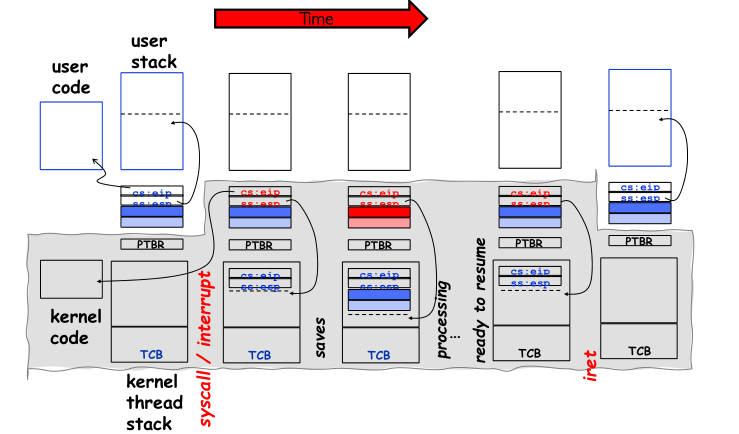 Time
user
stack
user
code
cs:eip
ss:esp
cs:eip
ss:esp
cs:eip
ss:esp
cs:eip
ss:esp
cs:eip
ss:esp
PTBR
PTBR
PTBR
PTBR
PTBR
cs:eip
ss:esp
cs:eip
ss:esp
cs:eip
ss:esp
kernel
code
syscall / interrupt
saves
processing
...
ready to resume
iret
TCB
TCB
TCB
TCB
TCB
kernel
thread
stack